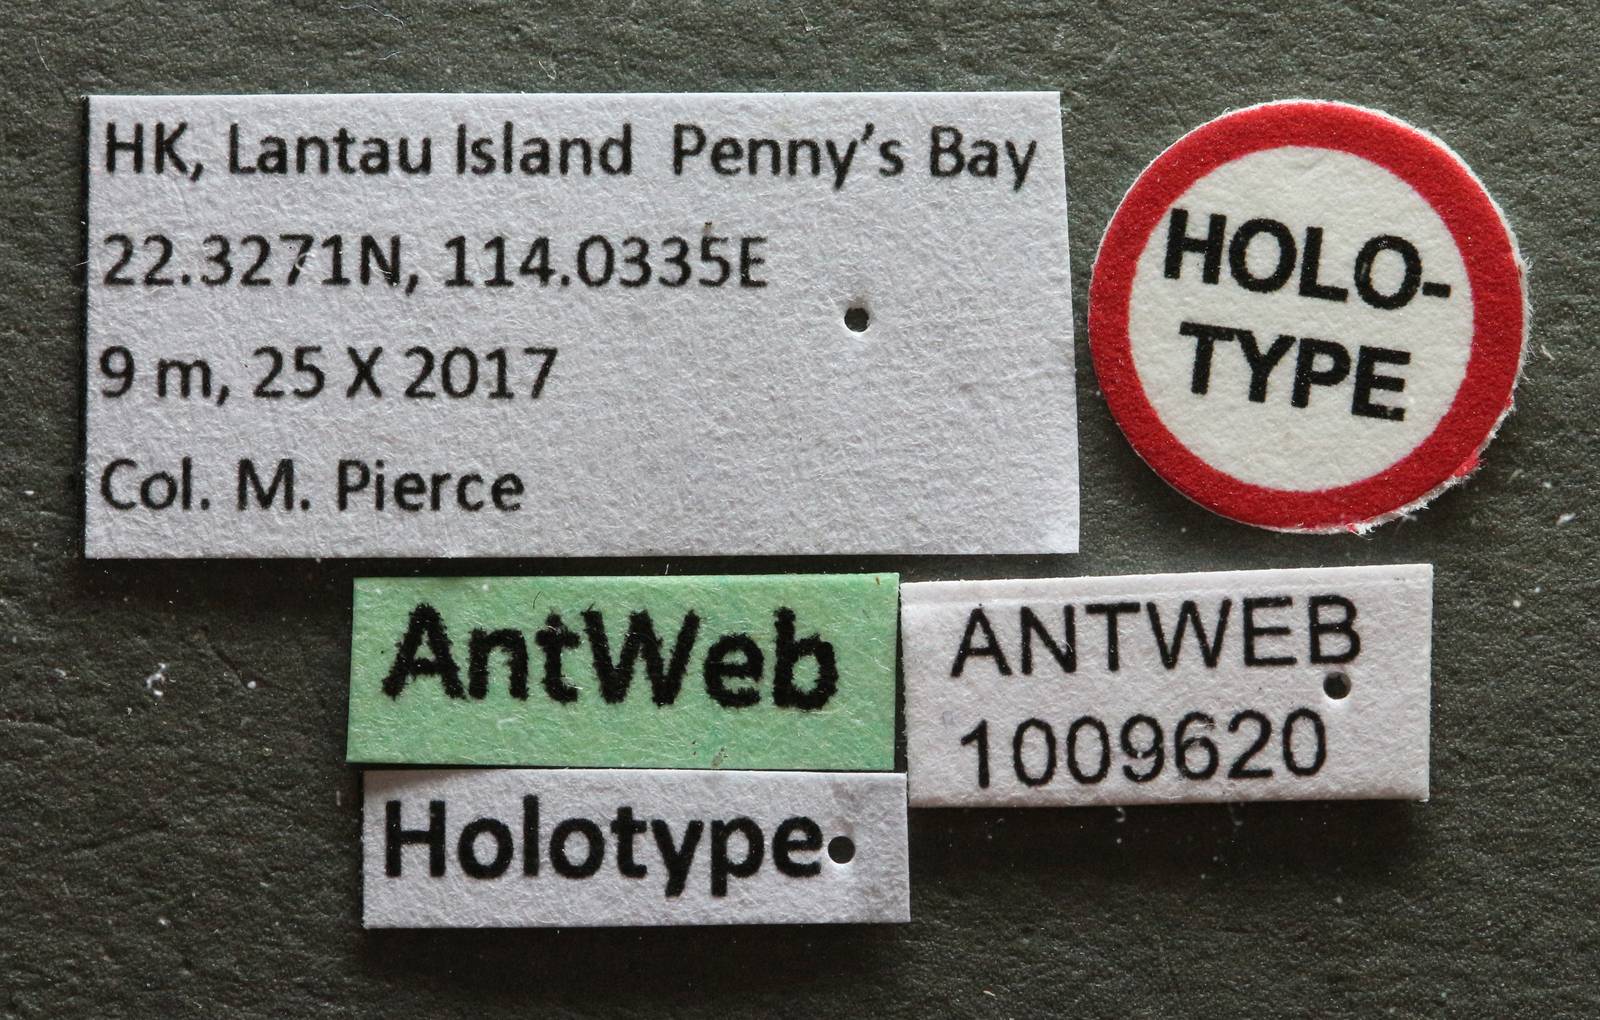 HK, Lantau Island Penny's Bay
22.3271N, 114.0335E
9 m, 25 X 2017
Col. M. Pierce
HOLO-
TYPE
AntWeb
ANTWEB
1009620
Holotype